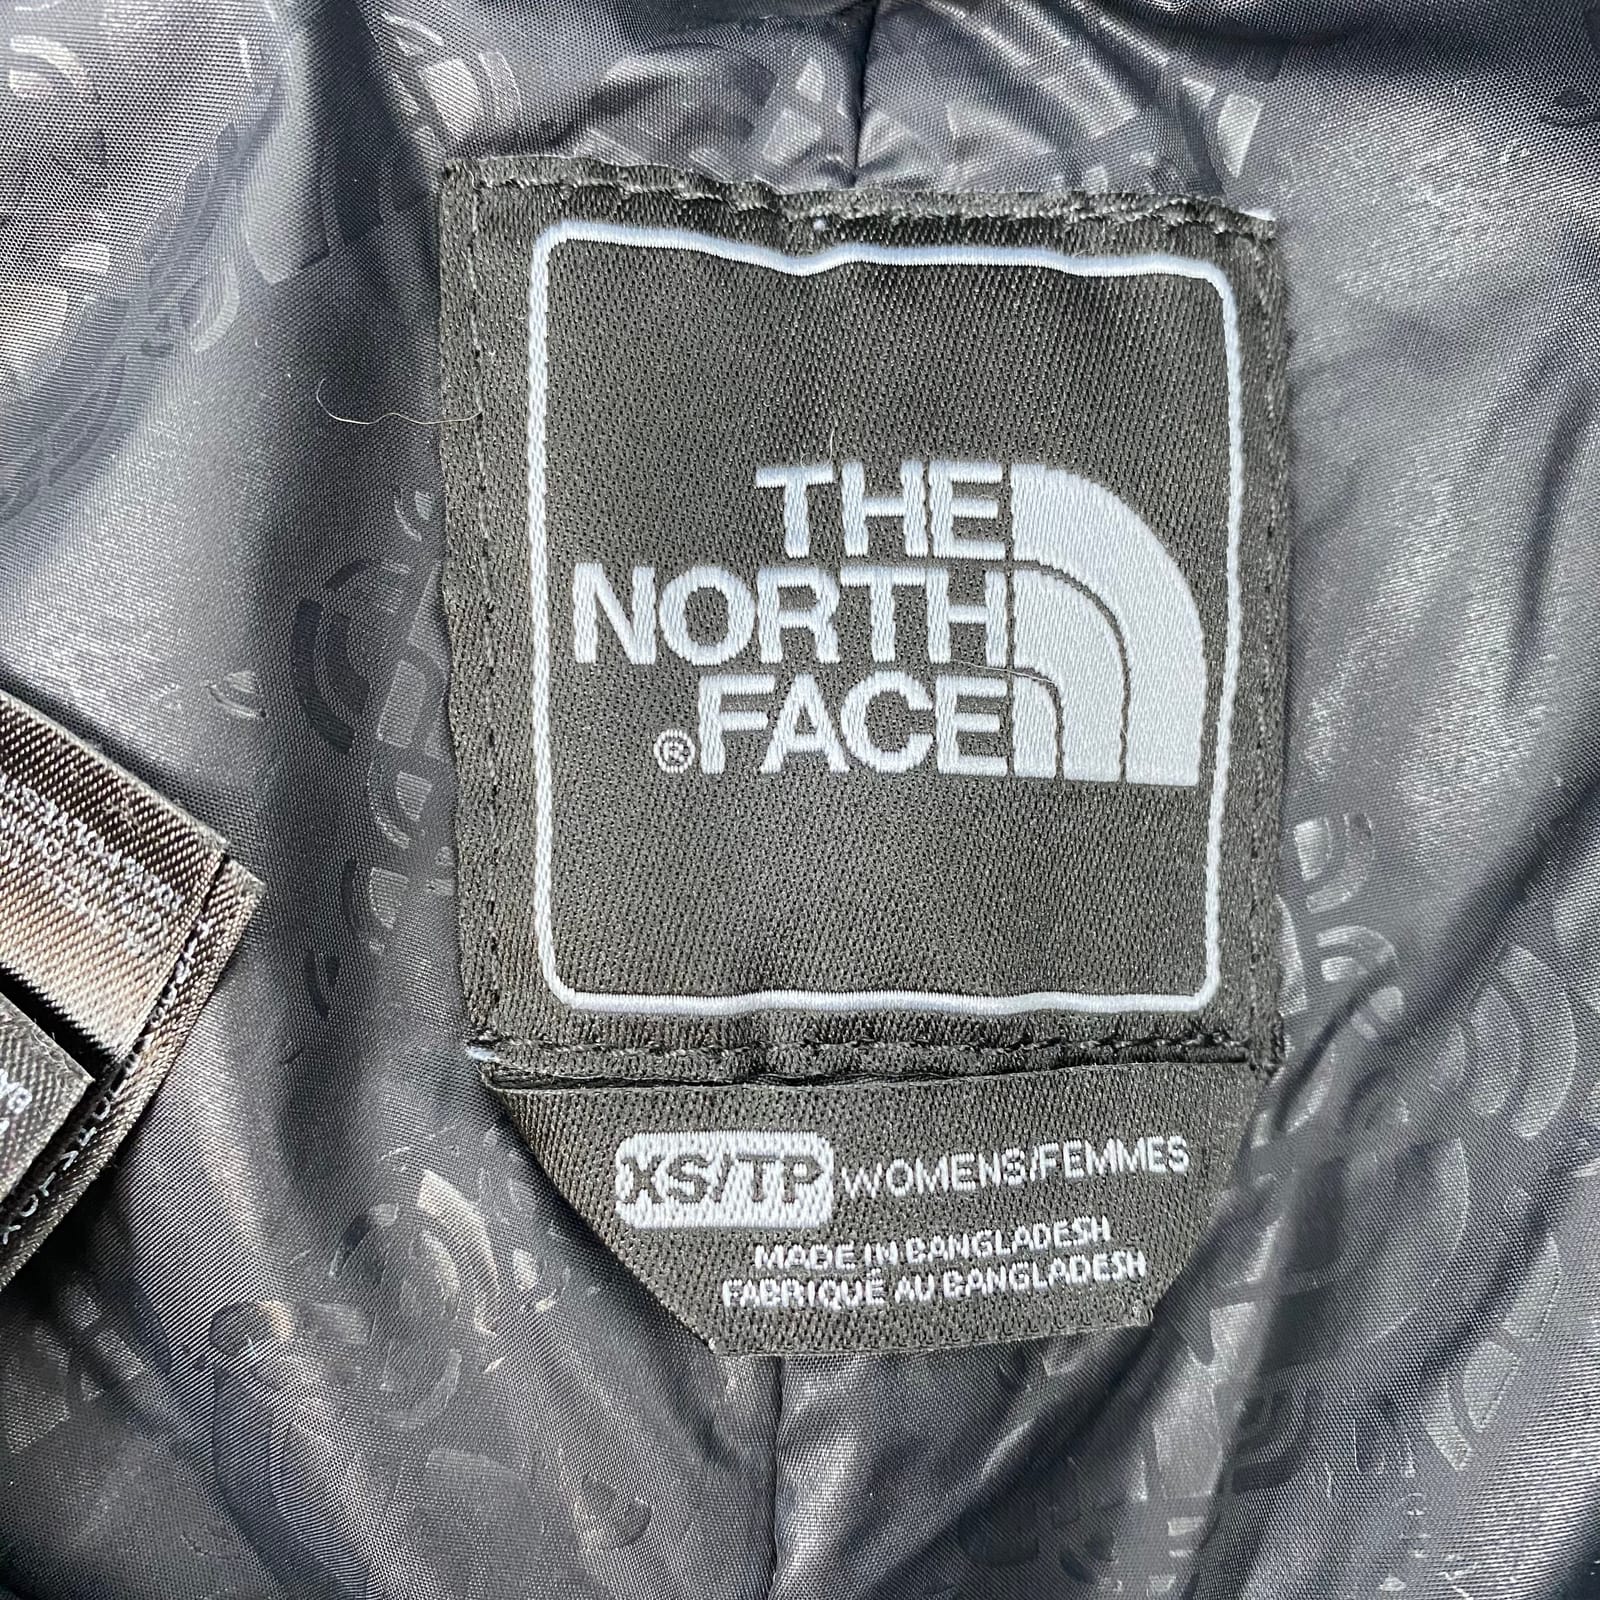 THE
NORTH
®FACE
XS/TP WOMENS/FEMMES
MADE IN BANGLADESH
FABRIQUÉ AU BANGLADESH